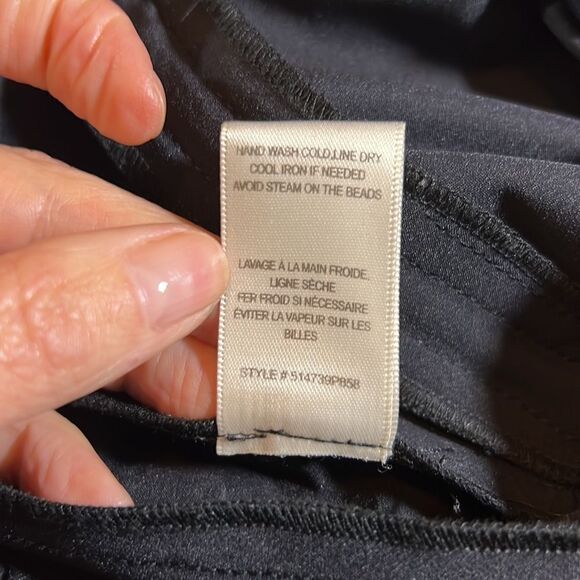 HAND WASH COLD,LINE DRY
COOL IRON IF NEEDED
AVOID STEAM ON THE BEADS
LAVAGE À LA MAIN FROIDE.
LIGNE SÈCHE
FER FROID SI NÉCESSAIRE
ÉVITER LA VAPEUR SUR LES
BILLES
STYLE # 514739PB58